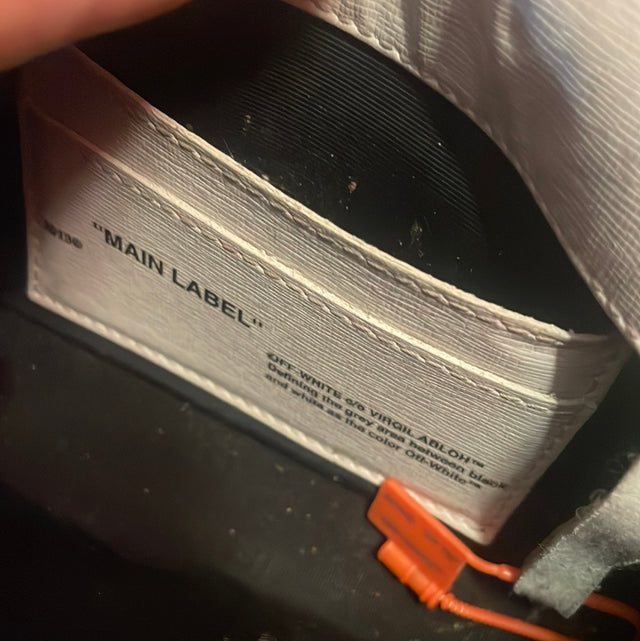 "MAIN LABEL"
OFF-WHITE c/o VIRGIL ABLOH™
Defining the grey area between black
and white as the color Off-White™